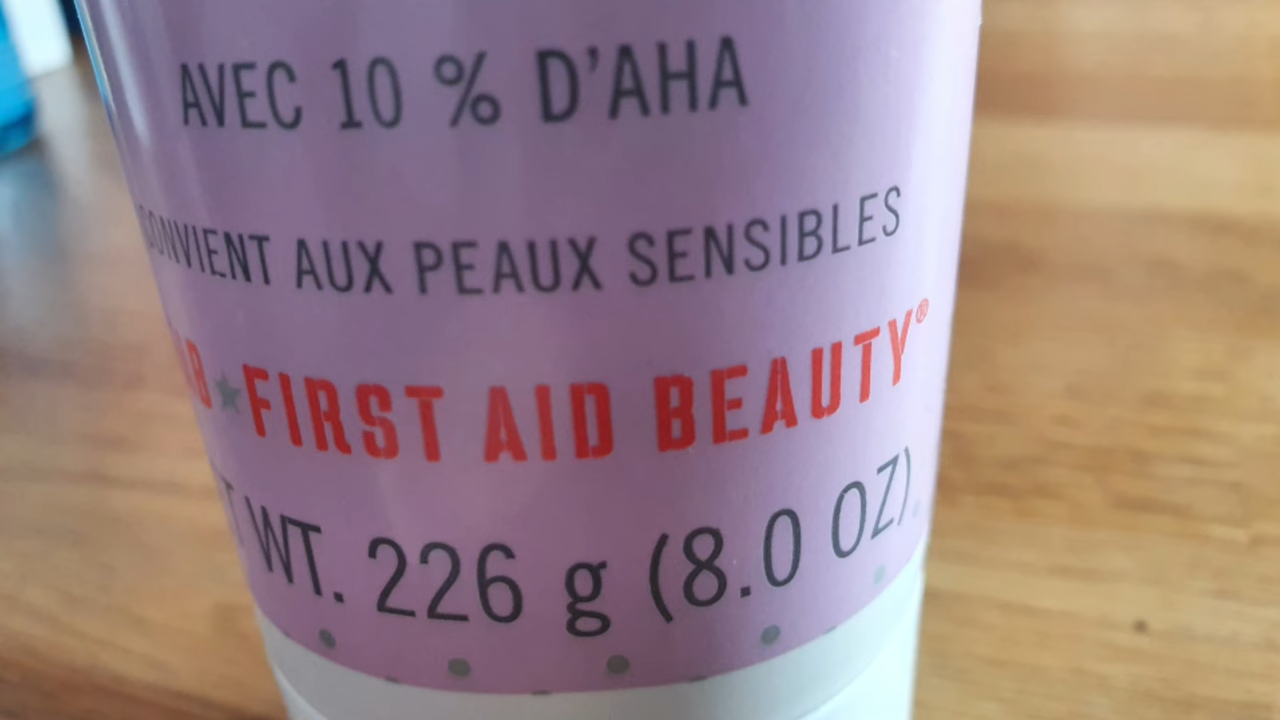 AVEC 10 % D'AHA
CONVIENT AUX PEAUX SENSIBLES
FIRST AID BEAUTY®
WT. 226 g (8.0 OZ)